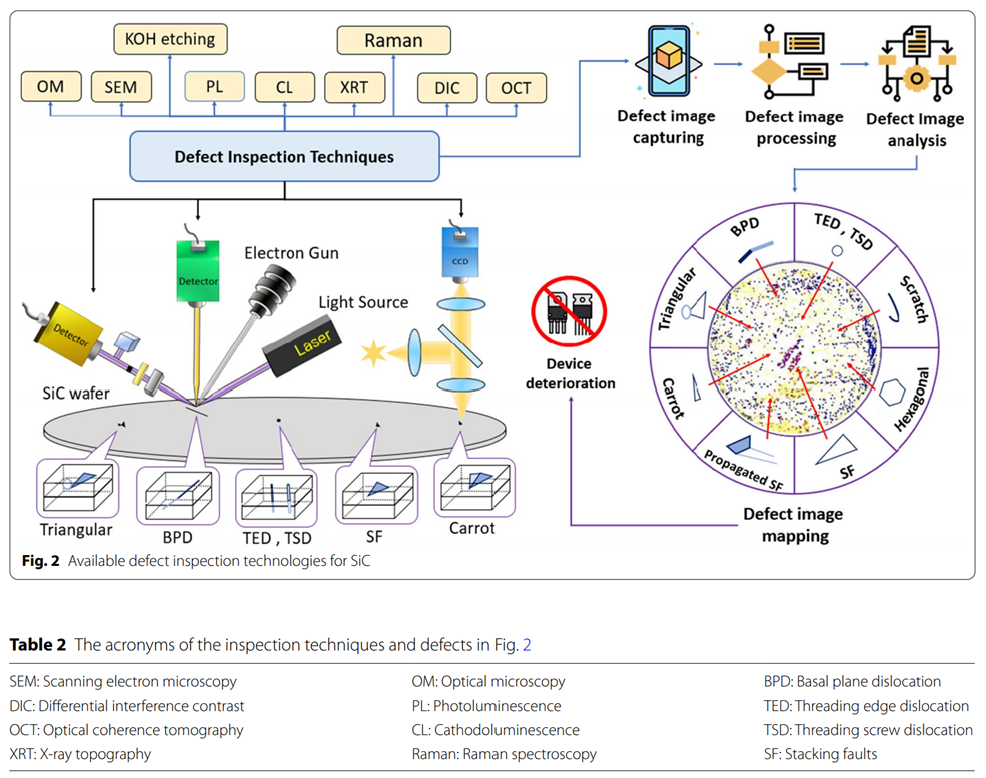 KOH etching
Raman
OM
SEM
PL
CL
XRT
DIC
OCT
Defect Inspection Techniques
Defect image
capturing
Defect image
processing
Defect Image
analysis
Detector
Detector
Electron Gun
Light Source
Laser
CCD
SiC wafer
Triangular
BPD
TED , TSD
SF
Carrot
Device
deterioration
BPD
TED , TSD
Scratch
Hexagonal
SF
Propagated SF
Carrot
Triangular
Defect image
mapping
Fig. 2 Available defect inspection technologies for SiC
Table 2 The acronyms of the inspection techniques and defects in Fig. 2
SEM: Scanning electron microscopy
OM: Optical microscopy
BPD: Basal plane dislocation
DIC: Differential interference contrast
PL: Photoluminescence
TED: Threading edge dislocation
OCT: Optical coherence tomography
CL: Cathodoluminescence
TSD: Threading screw dislocation
XRT: X-ray topography
Raman: Raman spectroscopy
SF: Stacking faults